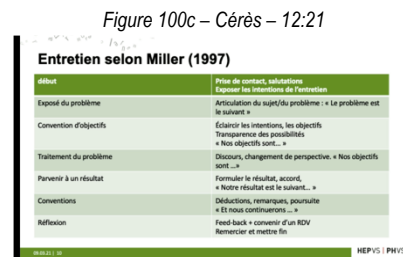 Figure 100c – Cérès – 12:21
Entretien selon Miller (1997)
début
Prise de contact, salutations
Exposer les intentions de l'entretien
Exposé du problème
Articulation du sujet/du problème : « Le problème est
le suivant »
Convention d'objectifs
Éclaircir les intentions, les objectifs
Transparence des possibilités
« Nos objectifs sont... »
Traitement du problème
Discours, changement de perspective. « Nos objectifs
sont ...»
Parvenir à un résultat
Formuler le résultat, accord,
« Notre résultat est le suivant... »
Conventions
Déductions, remarques, poursuite
« Et nous continuerons ... »
Réflexion
Feed-back + convenir d'un RDV
Remercier et mettre fin
HEPVS | PHVS